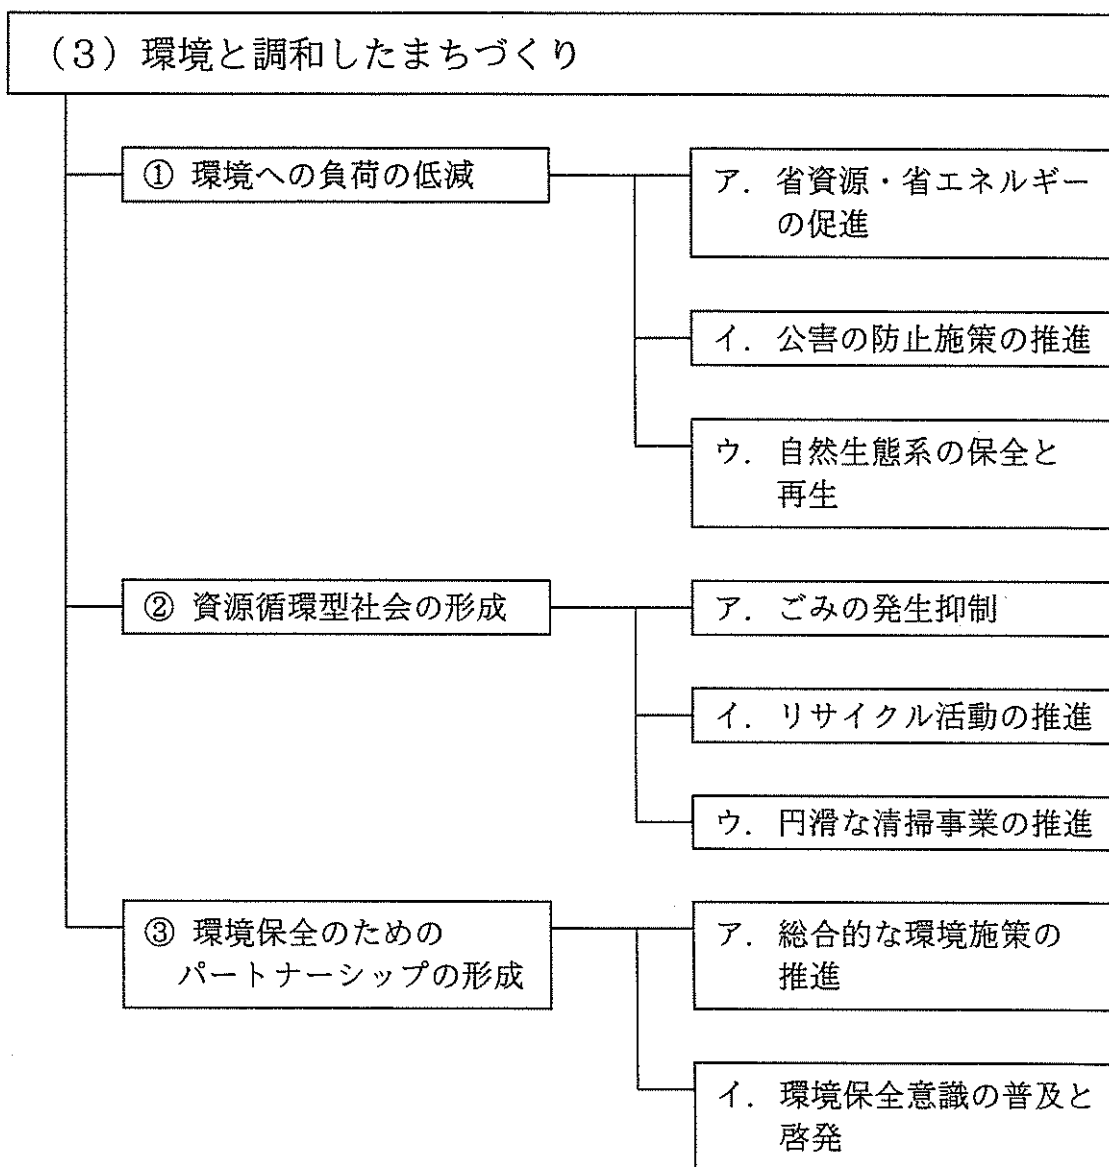 （３）環境と調和したまちづくり
① 環境への負荷の低減
ア．省資源・省エネルギー
の促進
イ．公害の防止施策の推進
ウ．自然生態系の保全と
再生
② 資源循環型社会の形成
ア．ごみの発生抑制
イ．リサイクル活動の推進
ウ．円滑な清掃事業の推進
③ 環境保全のための
パートナーシップの形成
ア．総合的な環境施策の
推進
イ．環境保全意識の普及と
啓発